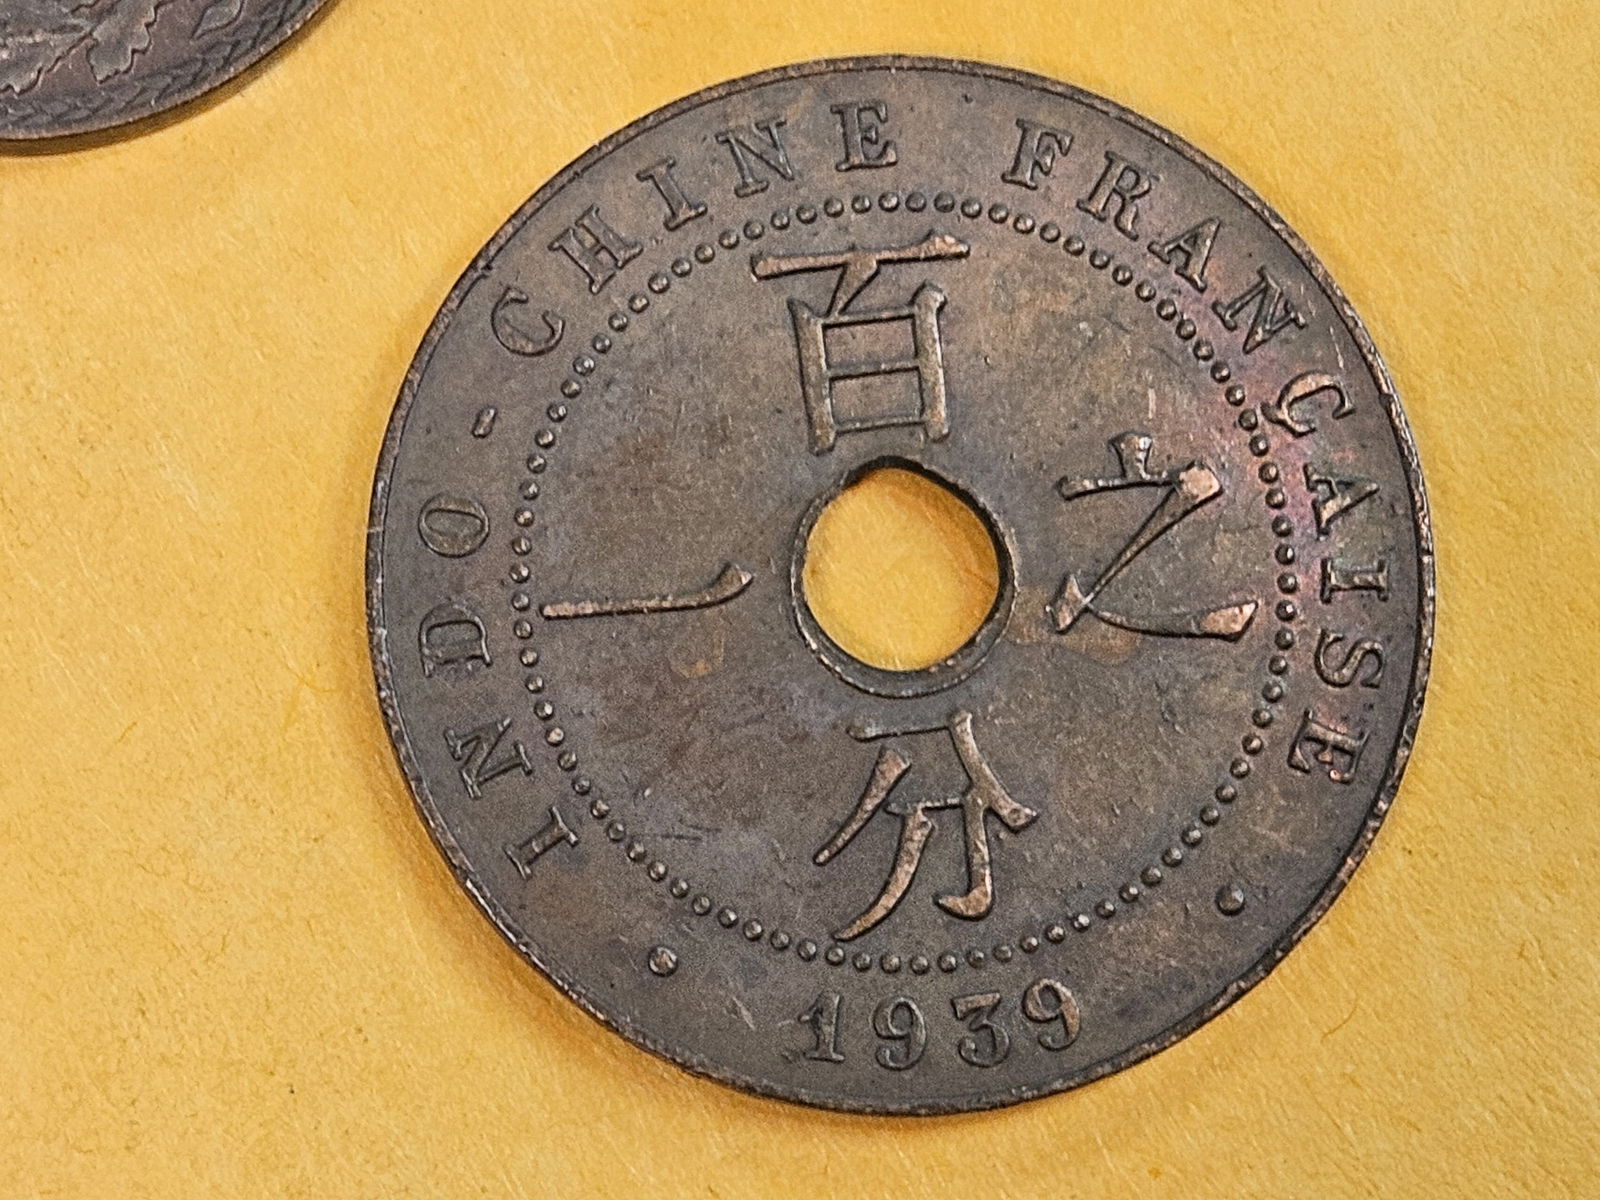 INDO-CHINE FRANÇAISE
百
之
分
一
• 1939 •